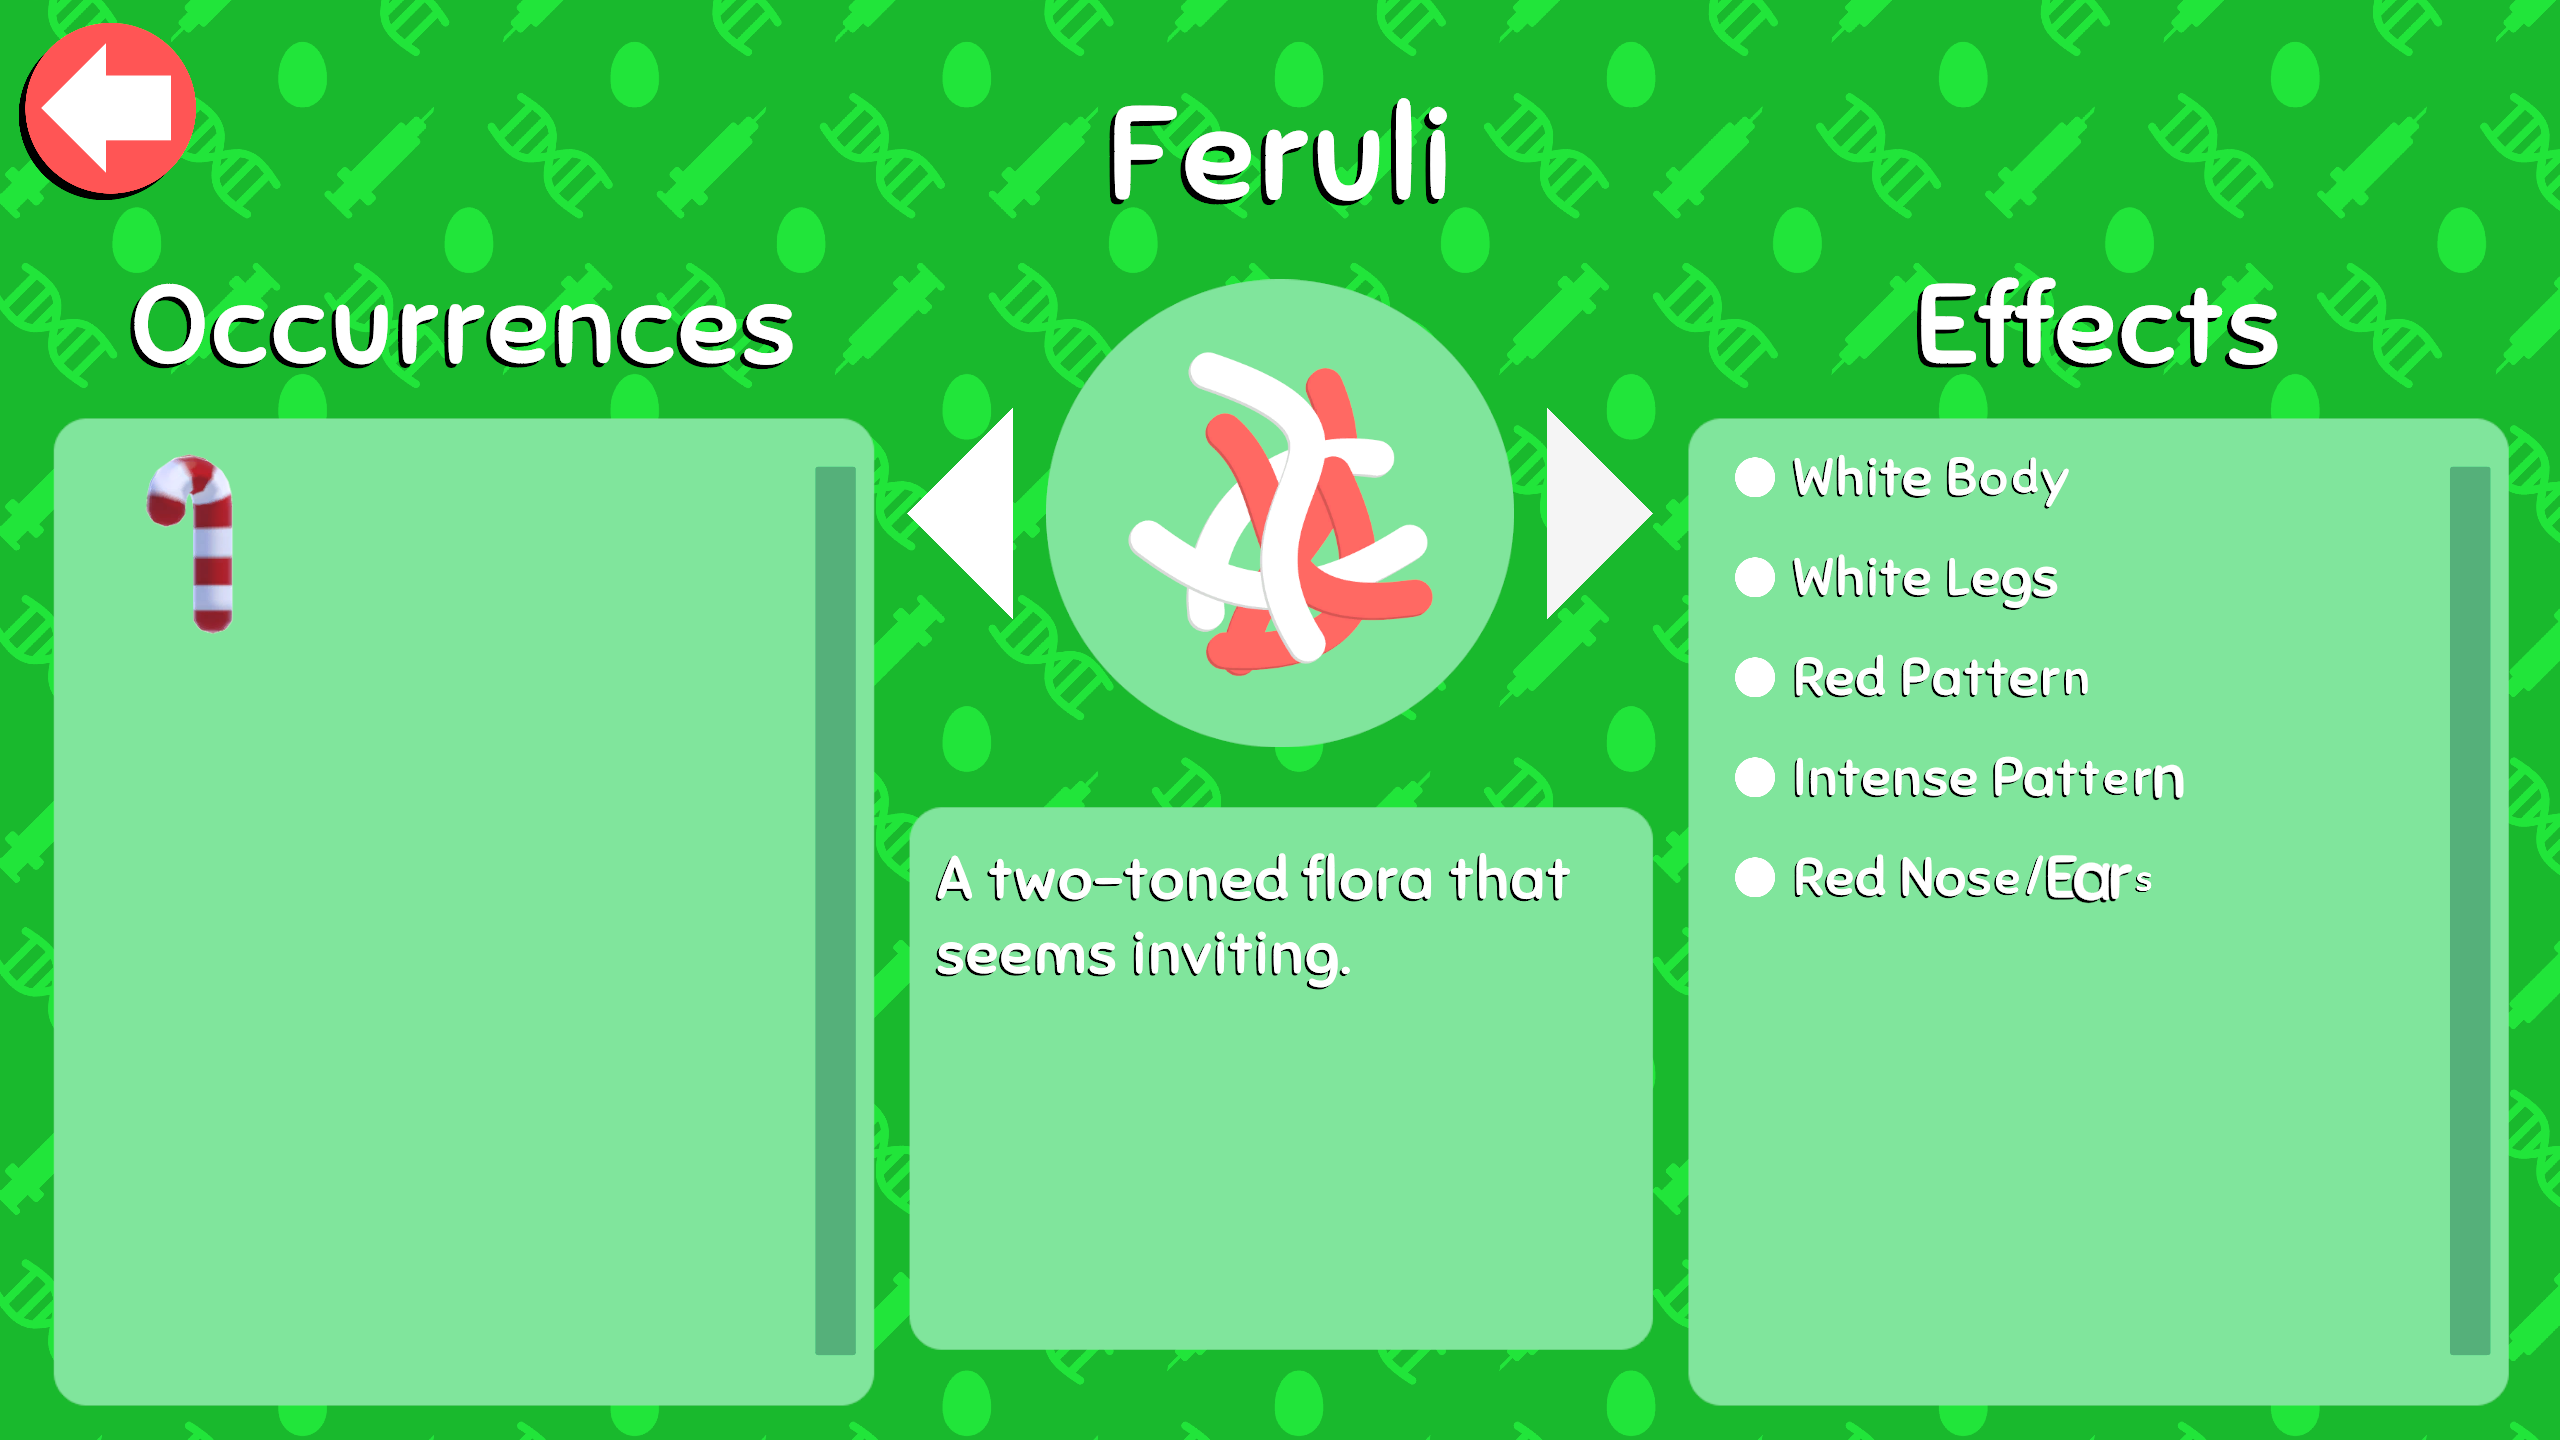 Feruli
Occurrences
Effects
White Body
White Legs
Red Pattern
Intense Pattern
Red Nose/Ears
A two-toned flora that
seems inviting.